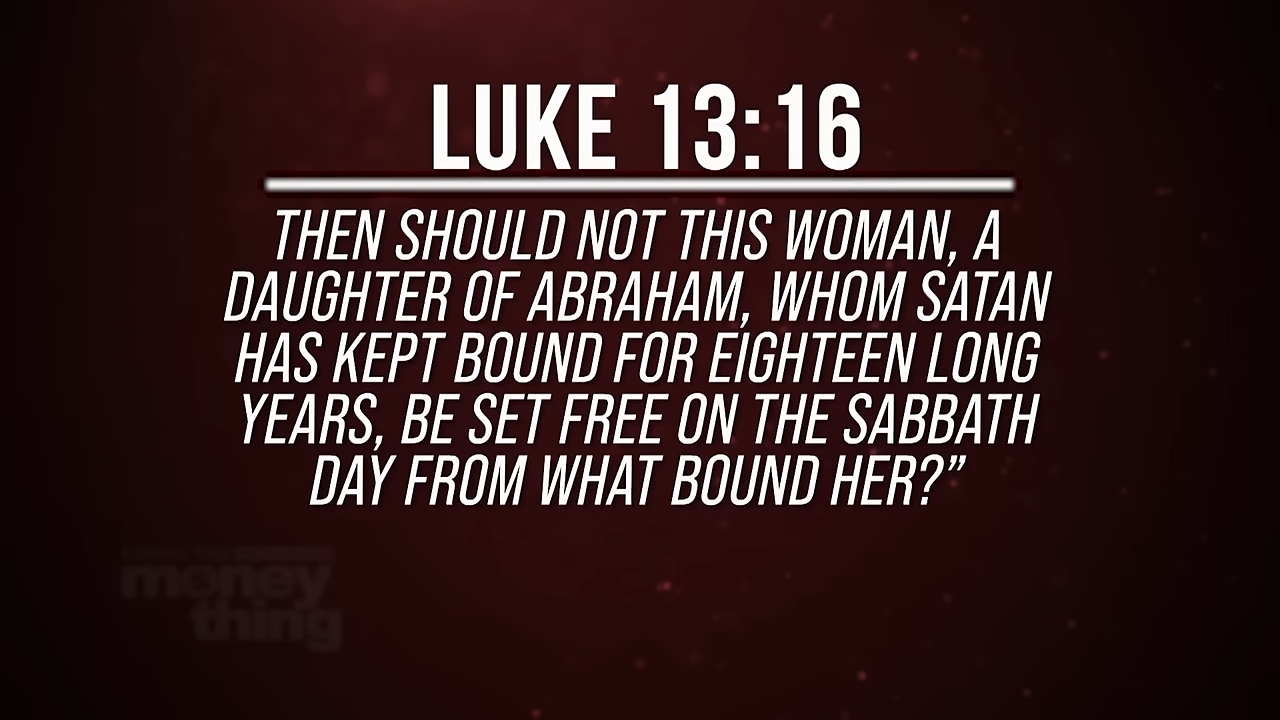 LUKE 13:16
THEN SHOULD NOT THIS WOMAN, A
DAUGHTER OF ABRAHAM, WHOM SATAN
HAS KEPT BOUND FOR EIGHTEEN LONG
YEARS, BE SET FREE ON THE SABBATH
DAY FROM WHAT BOUND HER?”
money
thing